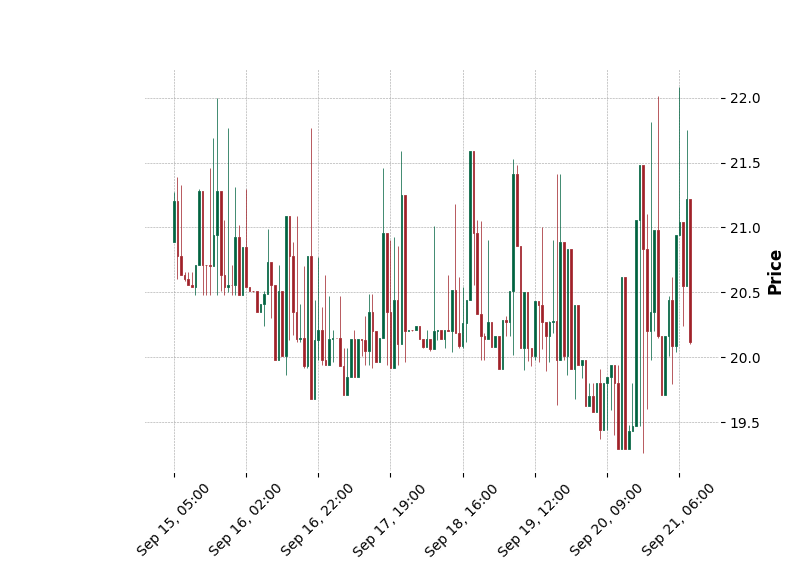 22.0
21.5
21.0
20.5
20.0
19.5
Price
Sep 15, 05:00
Sep 16, 02:00
Sep 16, 22:00
Sep 17, 19:00
Sep 18, 16:00
Sep 19, 12:00
Sep 20, 09:00
Sep 21, 06:00